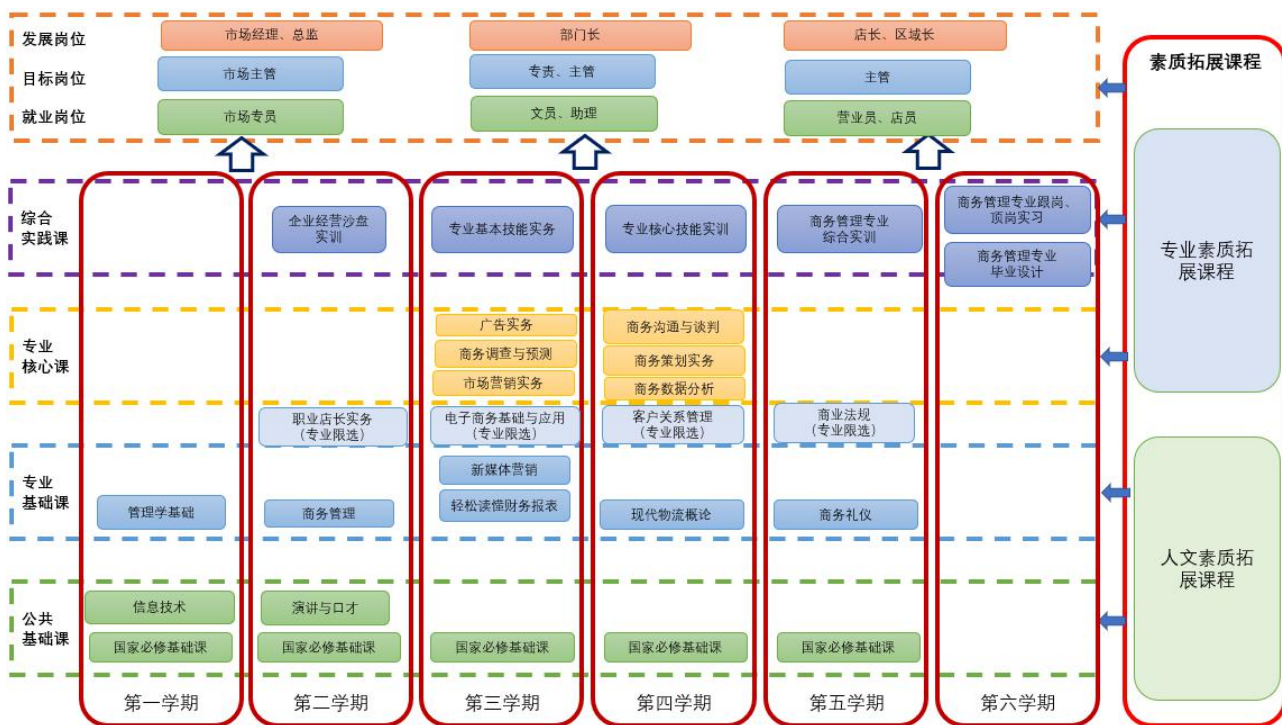 发展岗位
市场经理、总监
部门长
店长、区域长
目标岗位
市场主管
专责、主管
主管
就业岗位
市场专员
文员、助理
营业员、店员
素质拓展课程
专业素质拓
展课程
人文素质拓
展课程
综合
实践课
企业经营沙盘
实训
专业基本技能实务
专业核心技能实训
商务管理专业
综合实训
商务管理专业跟岗、
顶岗实习
商务管理专业
毕业设计
专业
核心课
广告实务
商务调查与预测
市场营销实务
商务沟通与谈判
商务策划实务
商务数据分析
职业店长实务
（专业限选）
电子商务基础与应用
（专业限选）
客户关系管理
（专业限选）
商业法规
（专业限选）
专业
基础课
管理学基础
商务管理
新媒体营销
轻松读懂财务报表
现代物流概论
商务礼仪
公共
基础课
信息技术
演讲与口才
国家必修基础课
国家必修基础课
国家必修基础课
国家必修基础课
国家必修基础课
第一学期
第二学期
第三学期
第四学期
第五学期
第六学期